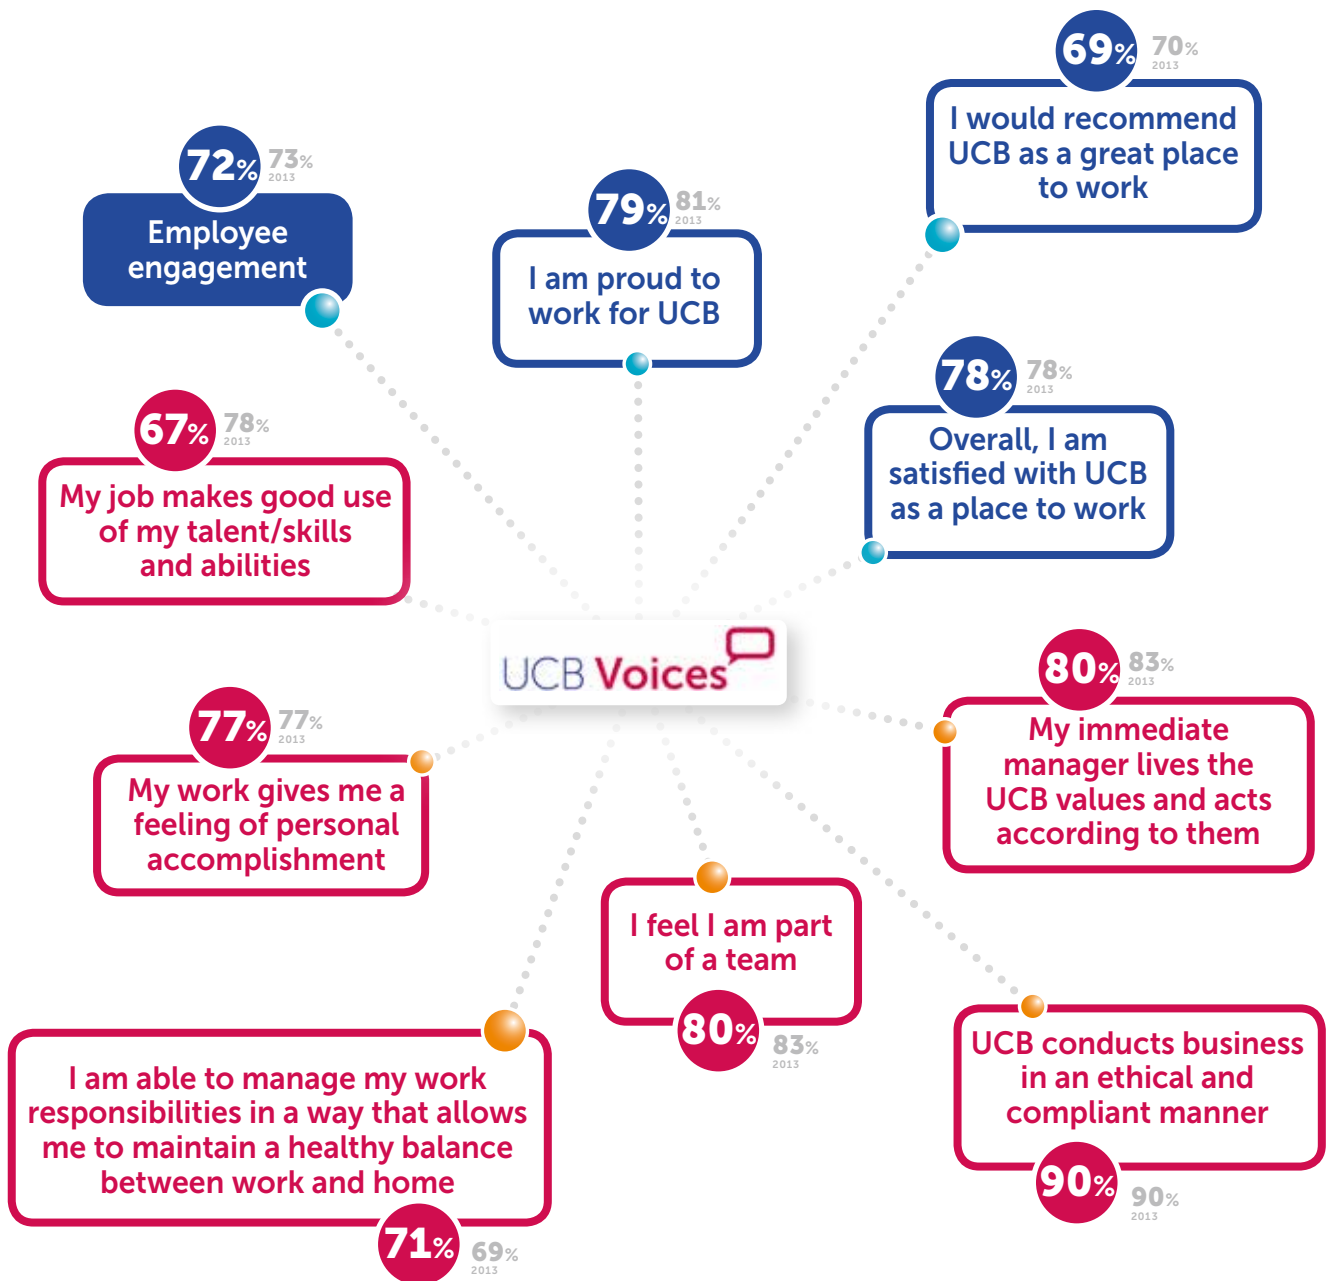 69% 70%
2013
I would recommend
UCB as a great place
to work
72% 73%
2013
Employee
engagement
79% 81%
2013
I am proud to
work for UCB
78% 78%
2013
Overall, I am
satisfied with UCB
as a place to work
67% 78%
2013
My job makes good use
of my talent/skills
and abilities
UCB Voices
80% 83%
2013
My immediate
manager lives the
UCB values and acts
according to them
77% 77%
2013
My work gives me a
feeling of personal
accomplishment
I feel I am part
of a team
80% 83%
2013
UCB conducts business
in an ethical and
compliant manner
90% 90%
2013
I am able to manage my work
responsibilities in a way that allows
me to maintain a healthy balance
between work and home
71% 69%
2013